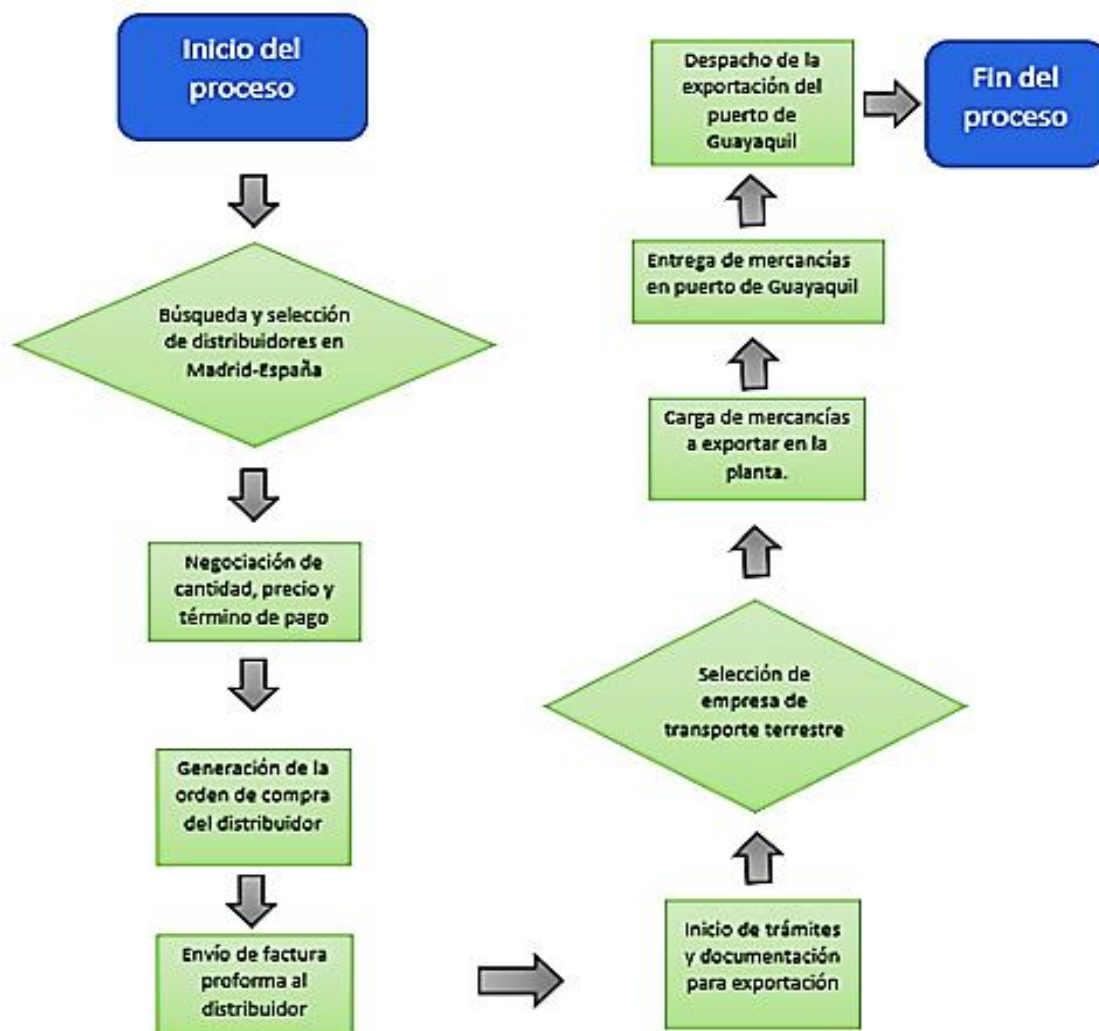 Inicio del
proceso
Búsqueda y selección
de distribuidores en
Madrid-España
Negociación de
cantidad, precio y
término de pago
Generación de la
orden de compra
del distribuidor
Envío de factura
proforma al
distribuidor
Inicio de trámites
y documentación
para exportación
Selección de
empresa de
transporte terrestre
Carga de mercancías
a exportar en la
planta.
Entrega de mercancías
en puerto de Guayaquil
Despacho de la
exportación del
puerto de
Guayaquil
Fin del
proceso